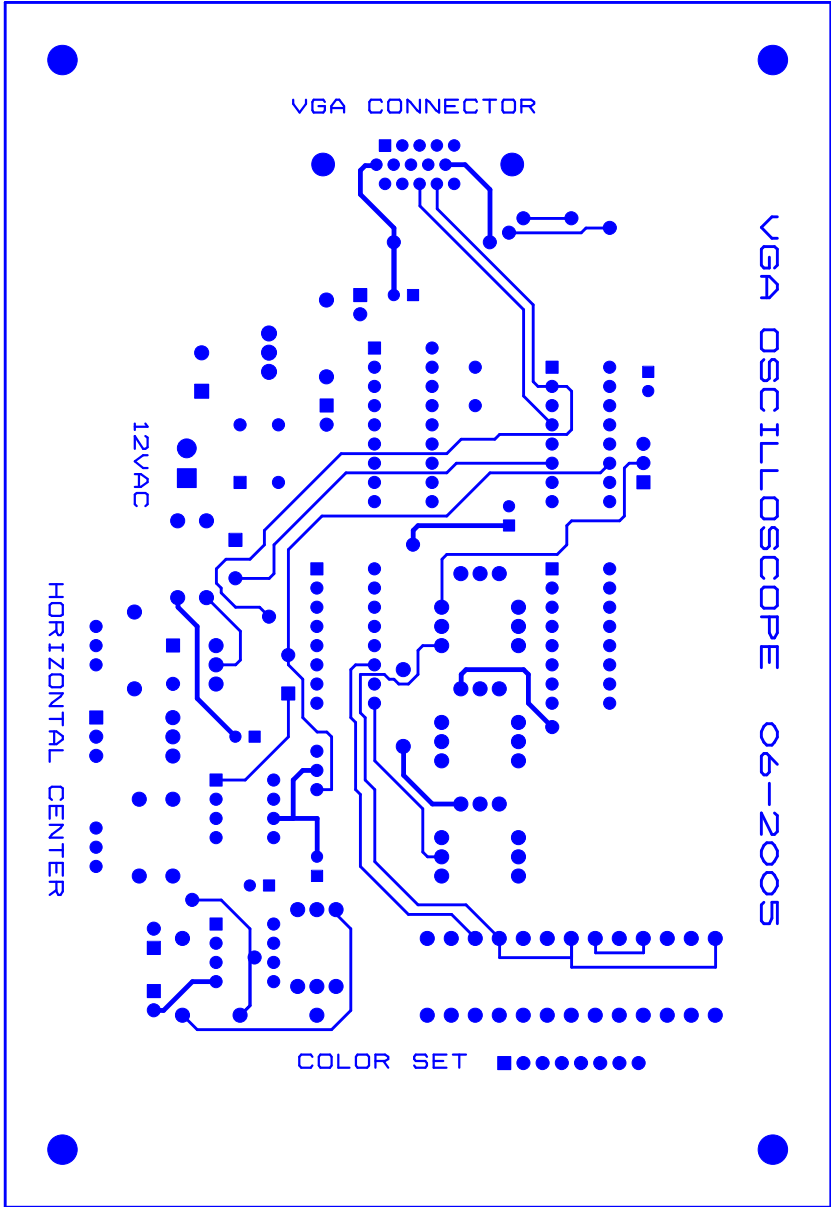 VGA CONNECTOR
VGA OSCILLOSCOPE 06-2005
12VAC
HORIZONTAL CENTER
COLOR SET